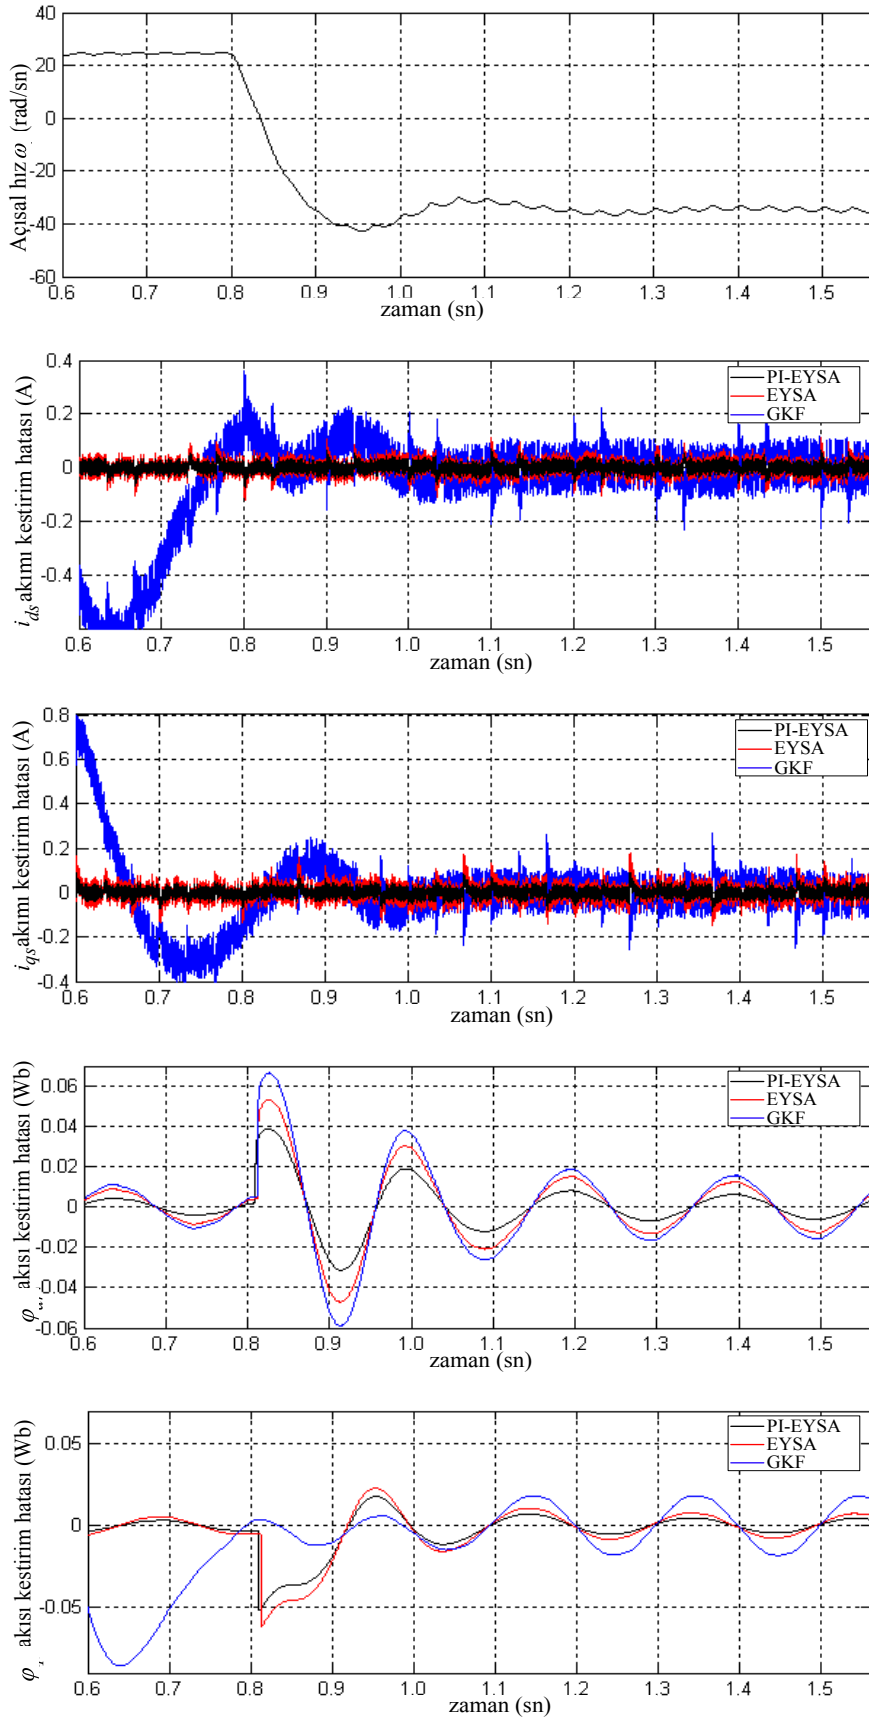 40
20
0
-20
-40
-60
Açısal hız ω (rad/sn)
0.6 0.7 0.8 0.9 1.0 1.1 1.2 1.3 1.4 1.5
zaman (sn)
0.4
0.2
0
-0.2
-0.4
i_ds akımı kestirim hatası (A)
PI-EYSA
EYSA
GKF
0.6 0.7 0.8 0.9 1.0 1.1 1.2 1.3 1.4 1.5
zaman (sn)
0.8
0.6
0.4
0.2
0
-0.2
-0.4
i_qs akımı kestirim hatası (A)
PI-EYSA
EYSA
GKF
0.6 0.7 0.8 0.9 1.0 1.1 1.2 1.3 1.4 1.5
zaman (sn)
0.06
0.04
0.02
0
-0.02
-0.04
-0.06
φ akısı kestirim hatası (Wb)
PI-EYSA
EYSA
GKF
0.6 0.7 0.8 0.9 1.0 1.1 1.2 1.3 1.4 1.5
zaman (sn)
0.05
0
-0.05
φ akısı kestirim hatası (Wb)
PI-EYSA
EYSA
GKF
0.6 0.7 0.8 0.9 1.0 1.1 1.2 1.3 1.4 1.5
zaman (sn)